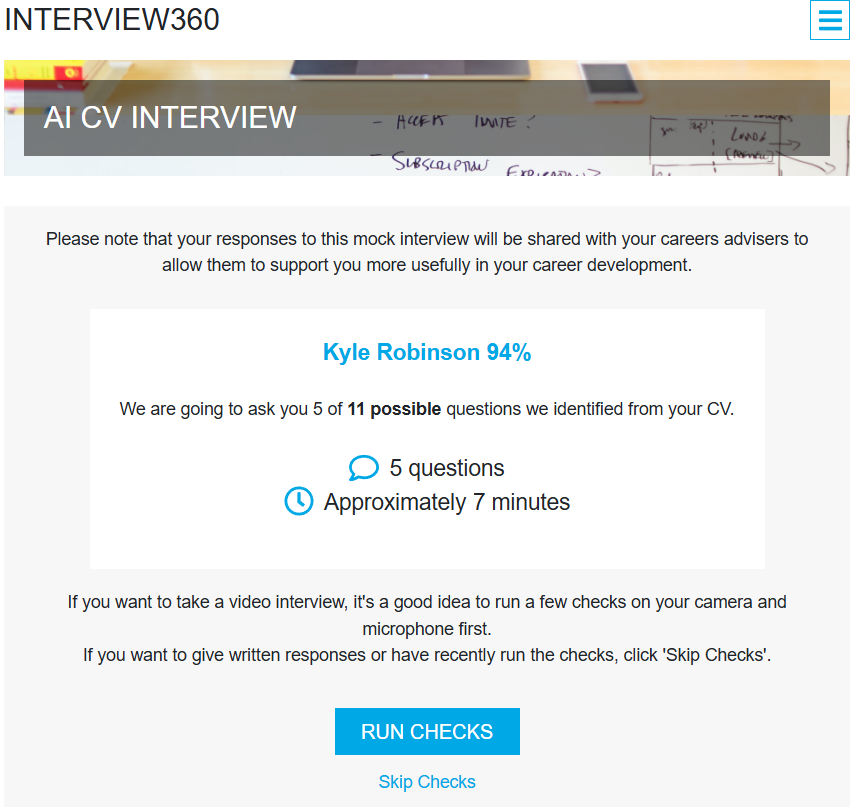 INTERVIEW360
AI CV INTERVIEW
- ACCEPT INVITE ?
- SUBSCRIPTION
Please note that your responses to this mock interview will be shared with your careers advisers to
allow them to support you more usefully in your career development.
Kyle Robinson 94%
We are going to ask you 5 of 11 possible questions we identified from your CV.
5 questions
Approximately 7 minutes
If you want to take a video interview, it's a good idea to run a few checks on your camera and
microphone first.
If you want to give written responses or have recently run the checks, click 'Skip Checks'.
RUN CHECKS
Skip Checks